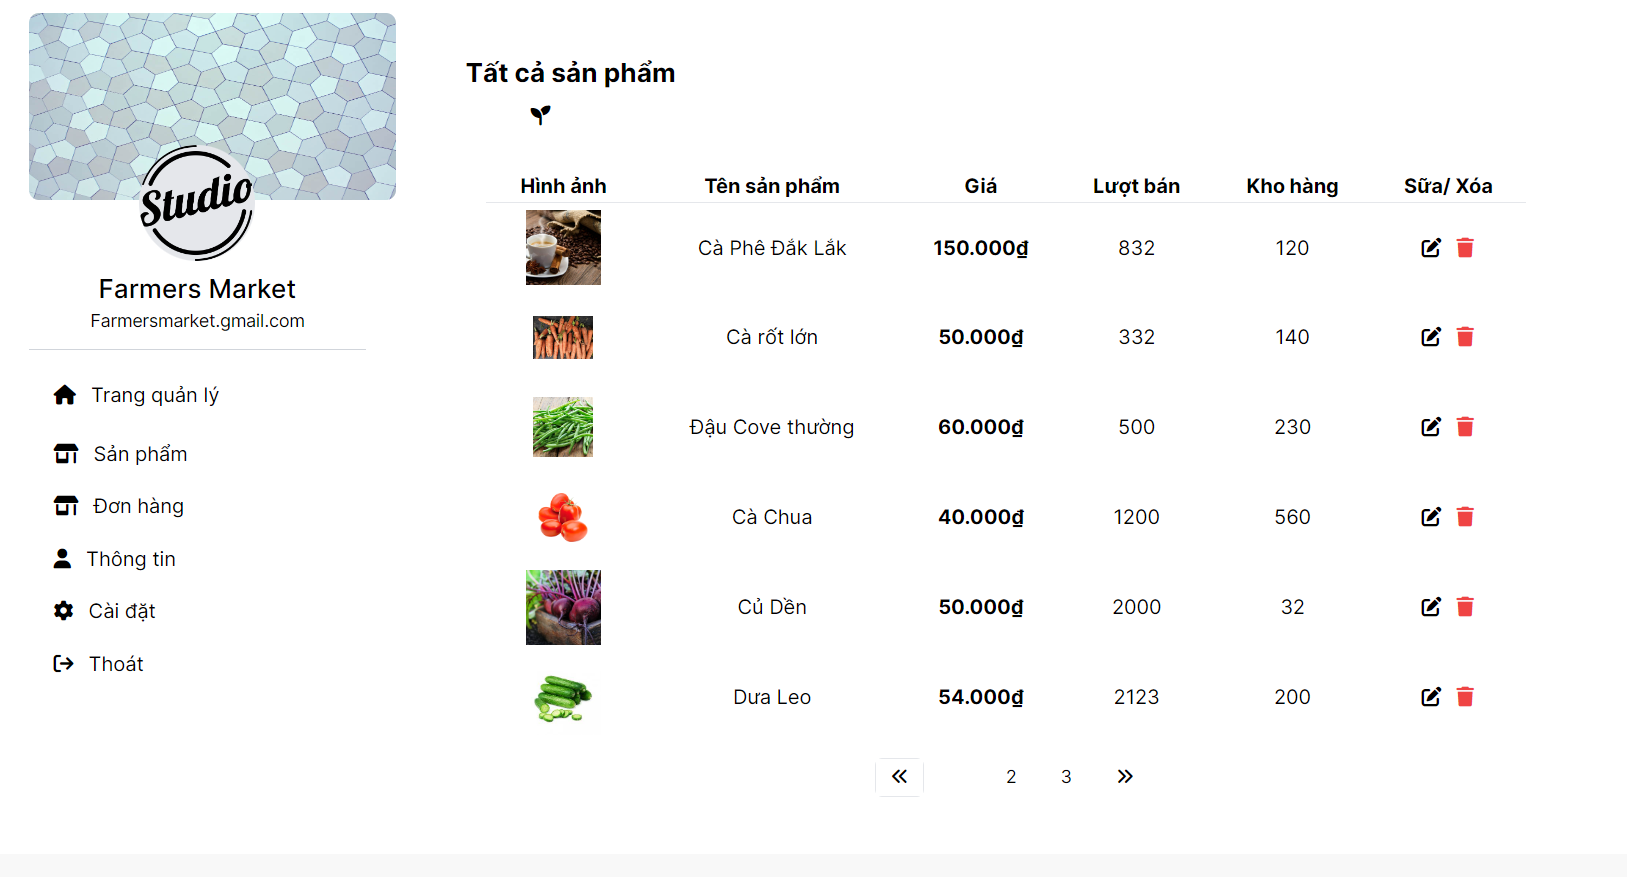 Studio
Farmers Market
Farmersmarket.gmail.com
Trang quản lý
Sản phẩm
Đơn hàng
Thông tin
Cài đặt
Thoát
Tất cả sản phẩm
Hình ảnh Tên sản phẩm Giá Lượt bán Kho hàng Sữa/ Xóa
Cà Phê Đắk Lắk 150.000₫ 832 120
Cà rốt lớn 50.000₫ 332 140
Đậu Cove thường 60.000₫ 500 230
Cà Chua 40.000₫ 1200 560
Củ Dền 50.000₫ 2000 32
Dưa Leo 54.000₫ 2123 200
« 2 3 »